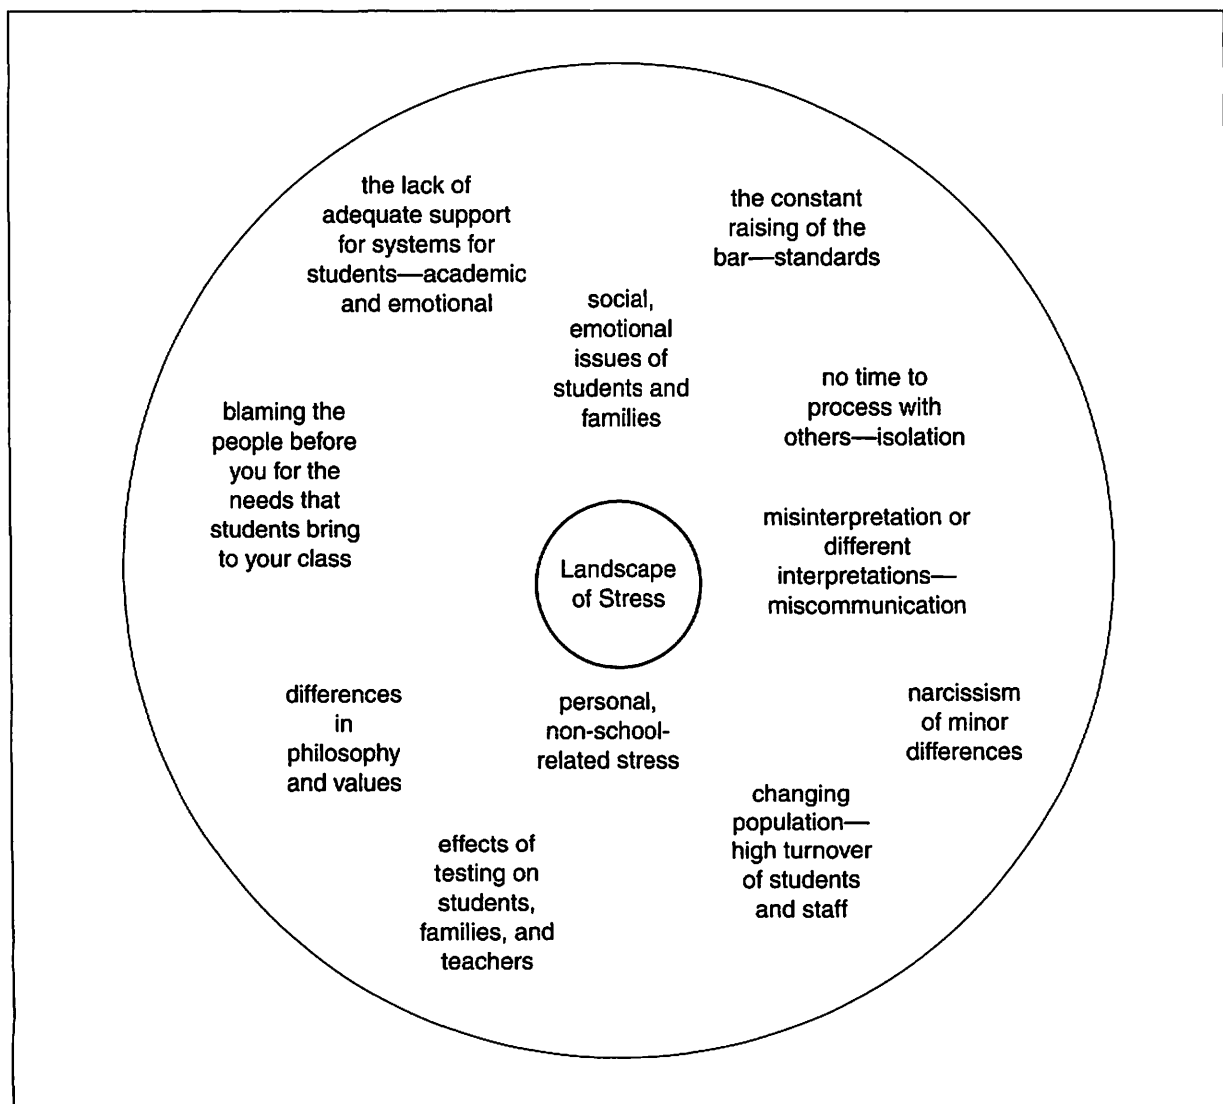 the lack of
adequate support
for systems for
students—academic
and emotional
the constant
raising of the
bar—standards
social,
emotional
issues of
students and
families
no time to
process with
others—isolation
blaming the
people before
you for the
needs that
students bring
to your class
misinterpretation or
different
interpretations—
miscommunication
Landscape
of Stress
differences
in
philosophy
and values
personal,
non-school-
related stress
narcissism
of minor
differences
changing
population—
high turnover
of students
and staff
effects of
testing on
students,
families, and
teachers